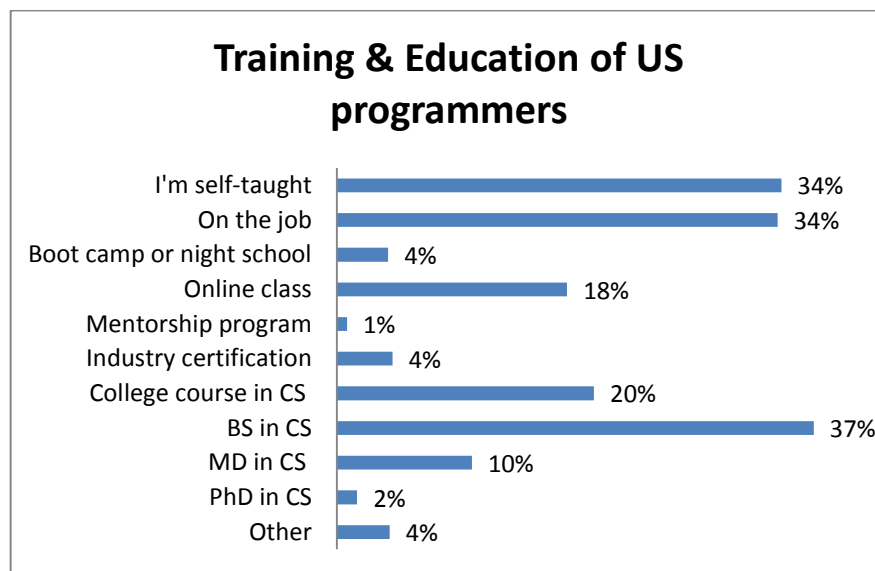 Training & Education of US
programmers
I'm self-taught 34%
On the job 34%
Boot camp or night school 4%
Online class 18%
Mentorship program 1%
Industry certification 4%
College course in CS 20%
BS in CS 37%
MD in CS 10%
PhD in CS 2%
Other 4%